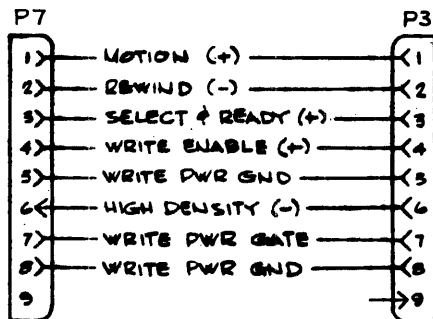 P7 P3
1 MOTION (+) 1
2 REWIND (-) 2
3 SELECT & READY (+) 3
4 WRITE ENABLE (+) 4
5 WRITE PWR GND 5
6 HIGH DENSITY (-) 6
7 WRITE PWR GATE 7
8 WRITE PWR GND 8
9 9